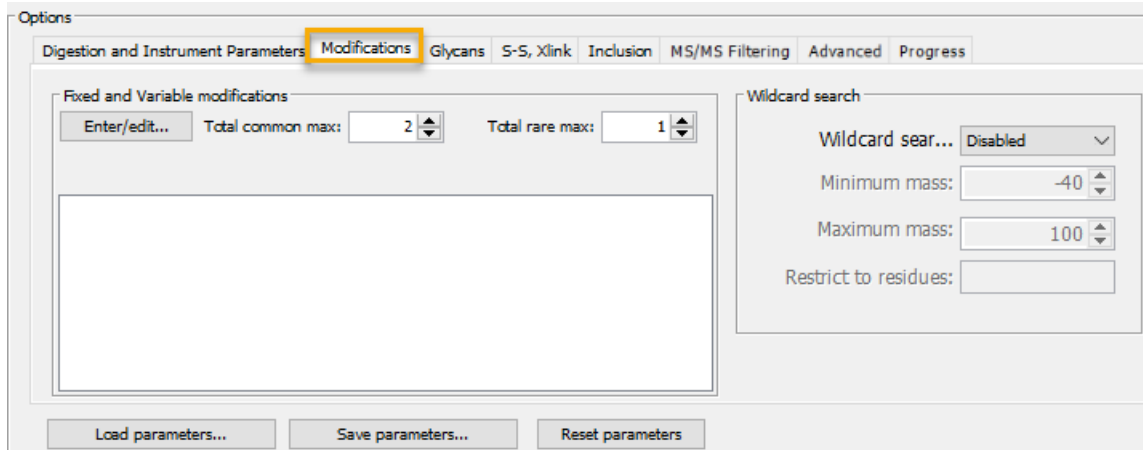 Options
Digestion and Instrument Parameters Modifications Glycans S-S, Xlink Inclusion MS/MS Filtering Advanced Progress
Fixed and Variable modifications
Enter/edit... Total common max: 2 Total rare max: 1
Wildcard search
Wildcard sear... Disabled
Minimum mass: -40
Maximum mass: 100
Restrict to residues:
Load parameters... Save parameters... Reset parameters